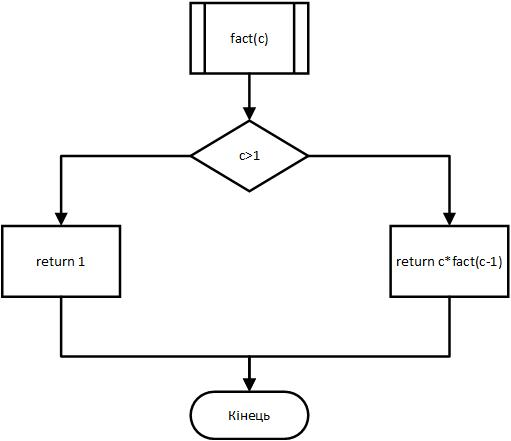 fact(c)
c>1
return 1
return c*fact(c-1)
Кінець